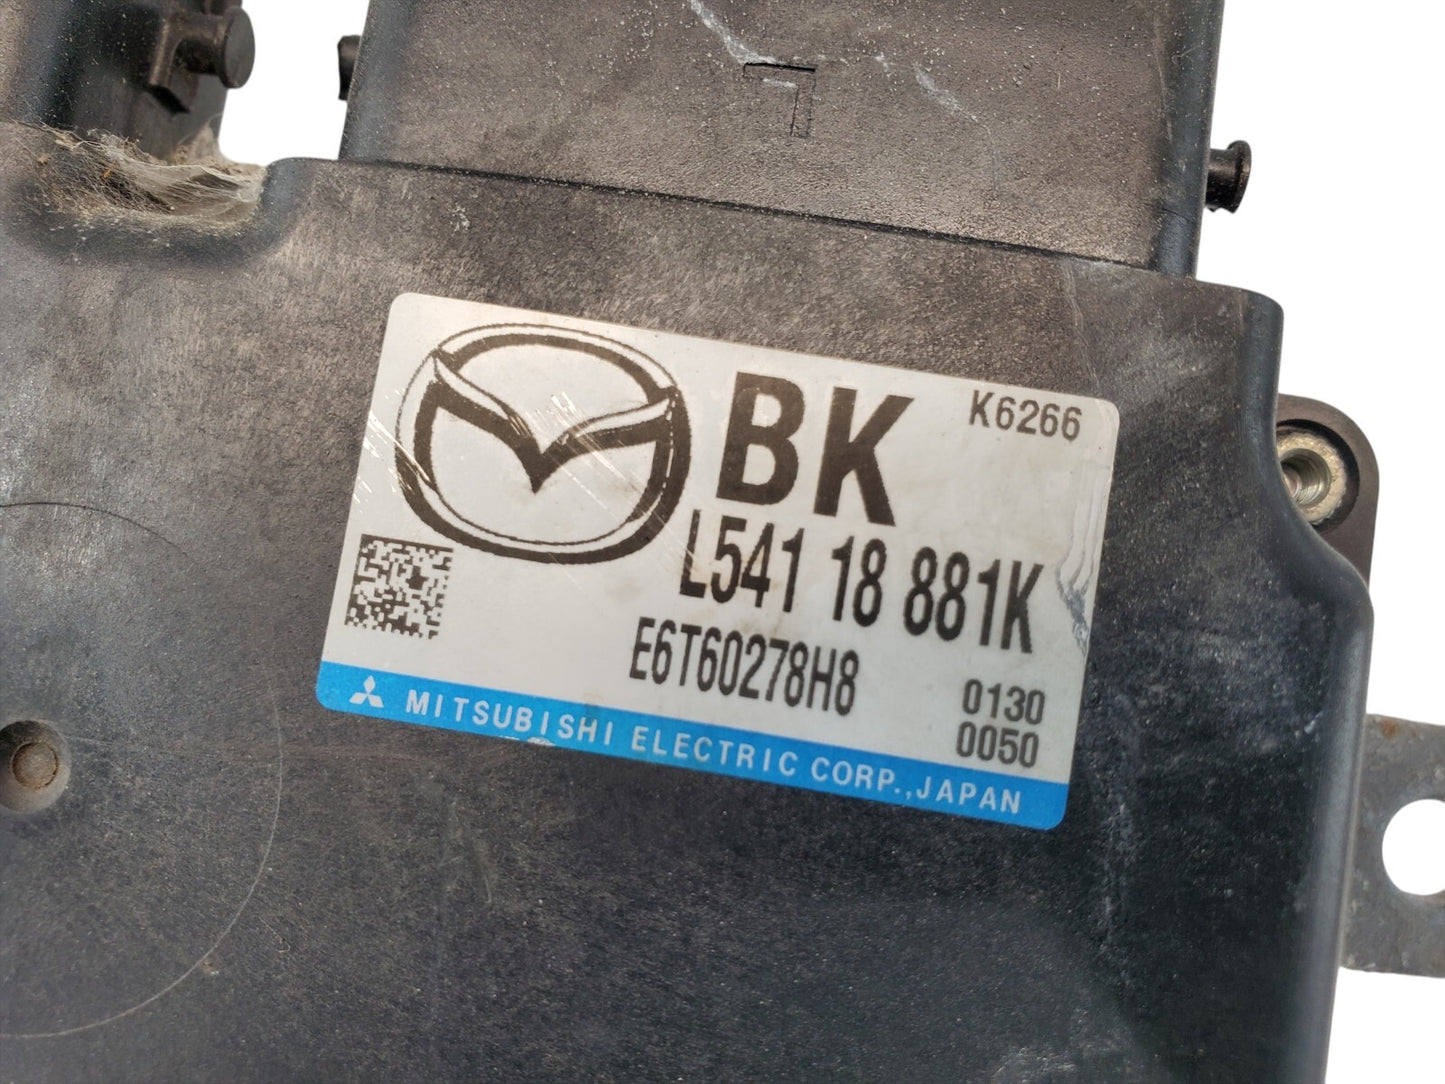 BK K6266
L541 18 881K
E6T60278H8 0130
0050
MITSUBISHI ELECTRIC CORP.,JAPAN